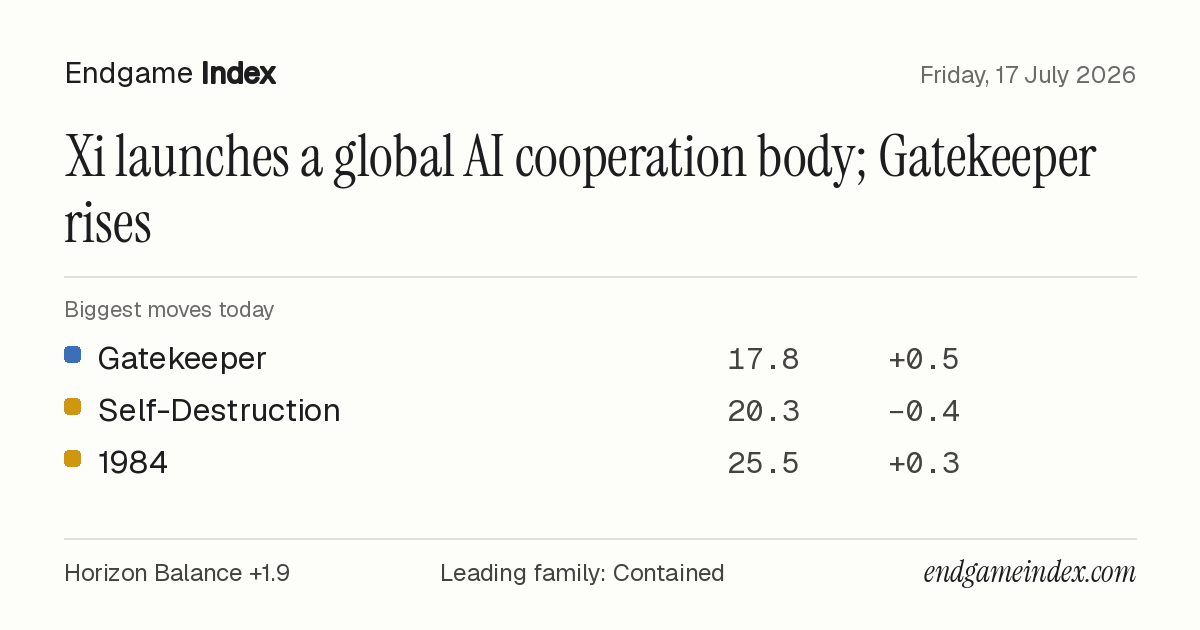 Endgame Index
Friday, 17 July 2026
Xi launches a global AI cooperation body; Gatekeeper
rises
Biggest moves today
Gatekeeper 17.8 +0.5
Self-Destruction 20.3 −0.4
1984 25.5 +0.3
Horizon Balance +1.9 Leading family: Contained endgameindex.com